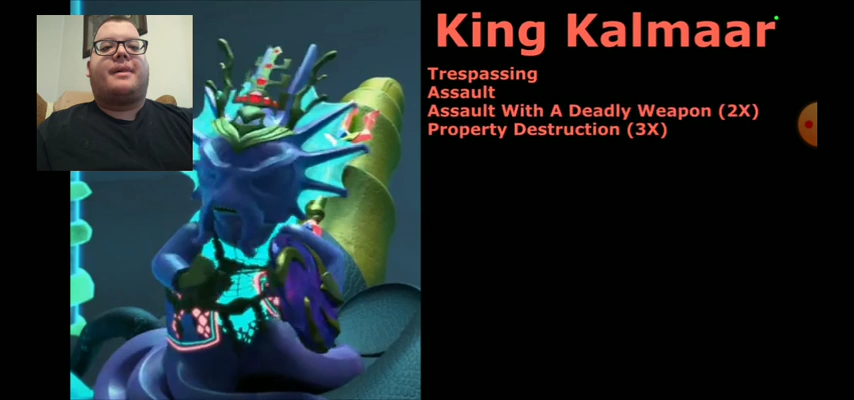 King Kalmaar
Trespassing
Assault
Assault With A Deadly Weapon (2X)
Property Destruction (3X)